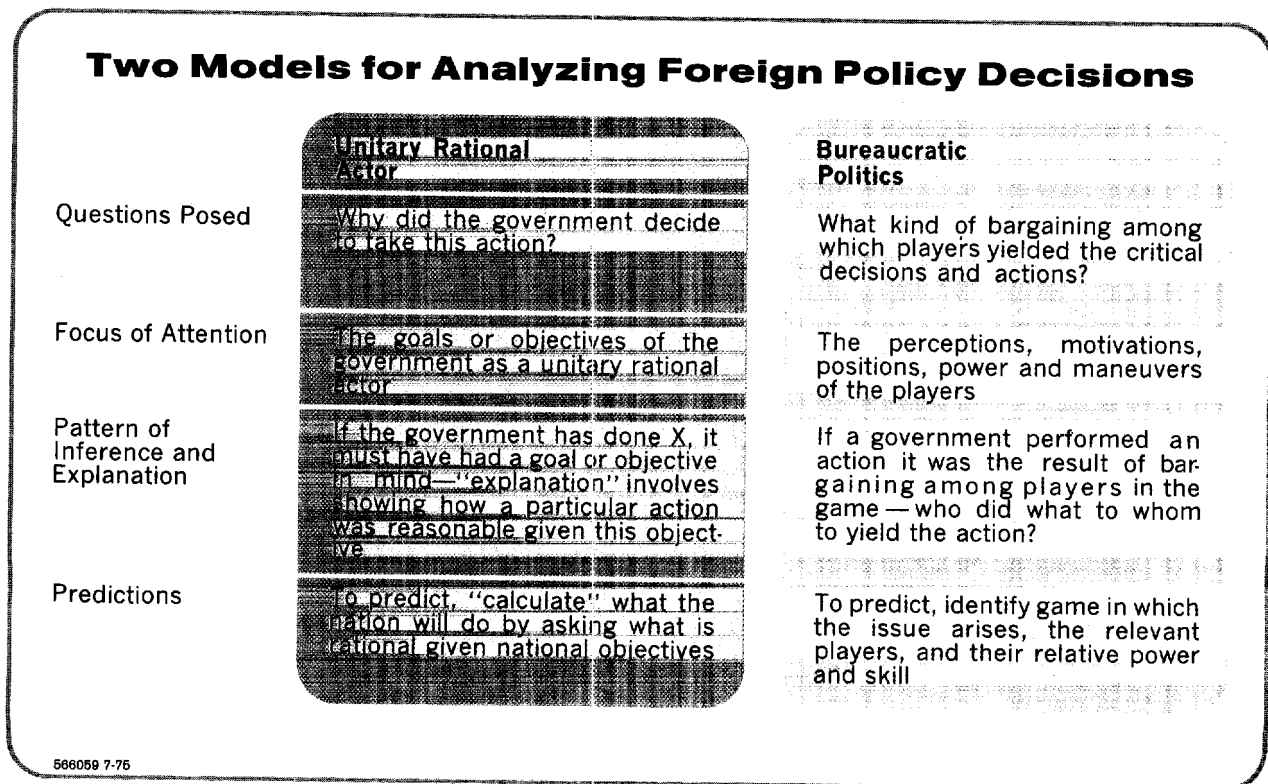 Two Models for Analyzing Foreign Policy Decisions
Unitary Rational
Actor
Bureaucratic
Politics
Questions Posed
Why did the government decide
to take this action?
What kind of bargaining among
which players yielded the critical
decisions and actions?
Focus of Attention
The goals or objectives of the
government as a unitary rational
actor
The perceptions, motivations,
positions, power and maneuvers
of the players
Pattern of
Inference and
Explanation
If the government has done X, it
must have had a goal or objective
in mind—"explanation" involves
showing how a particular action
was reasonable given this object-
ive
If a government performed an
action it was the result of bar-
gaining among players in the
game — who did what to whom
to yield the action?
Predictions
To predict, "calculate" what the
nation will do by asking what is
rational given national objectives
To predict, identify game in which
the issue arises, the relevant
players, and their relative power
and skill
566059 7-75